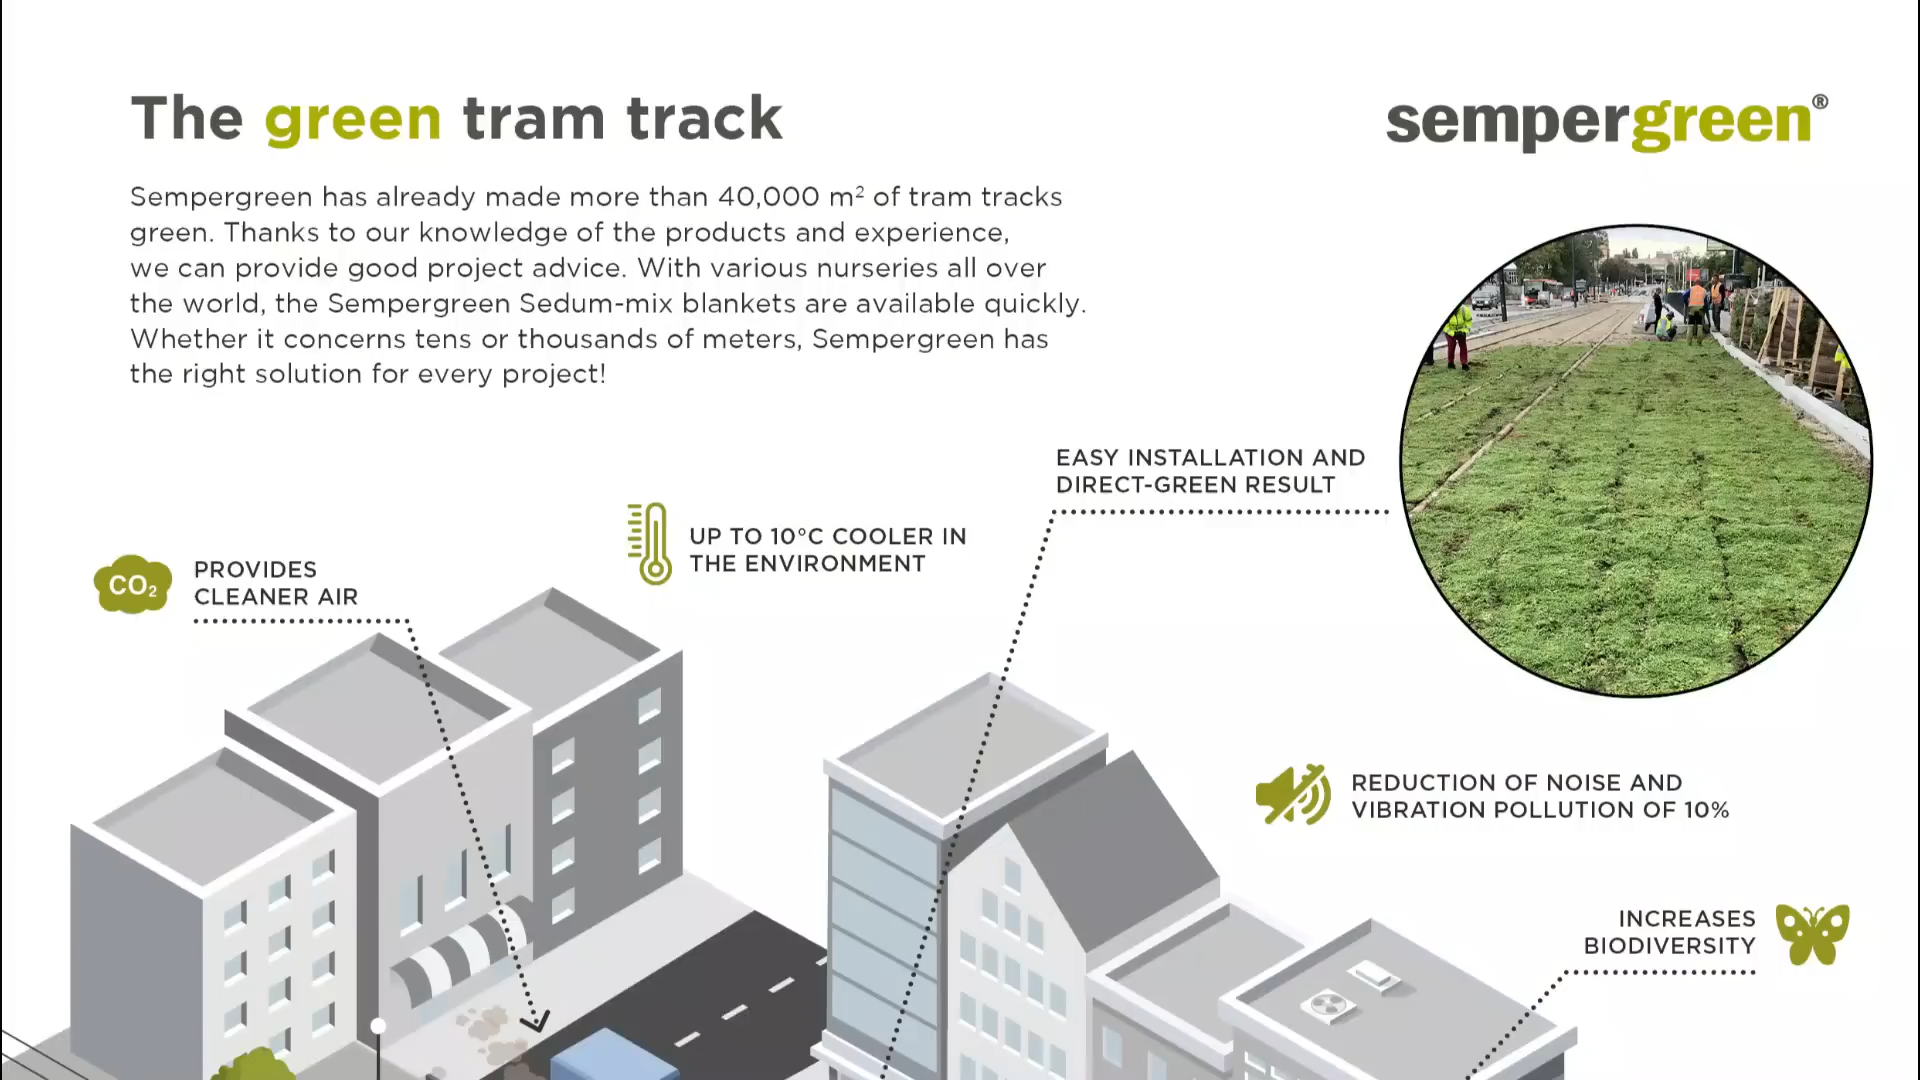 The green tram track
sempergreen®
Sempergreen has already made more than 40,000 m² of tram tracks
green. Thanks to our knowledge of the products and experience,
we can provide good project advice. With various nurseries all over
the world, the Sempergreen Sedum-mix blankets are available quickly.
Whether it concerns tens or thousands of meters, Sempergreen has
the right solution for every project!
EASY INSTALLATION AND
DIRECT-GREEN RESULT
UP TO 10°C COOLER IN
THE ENVIRONMENT
CO₂
PROVIDES
CLEANER AIR
REDUCTION OF NOISE AND
VIBRATION POLLUTION OF 10%
INCREASES
BIODIVERSITY